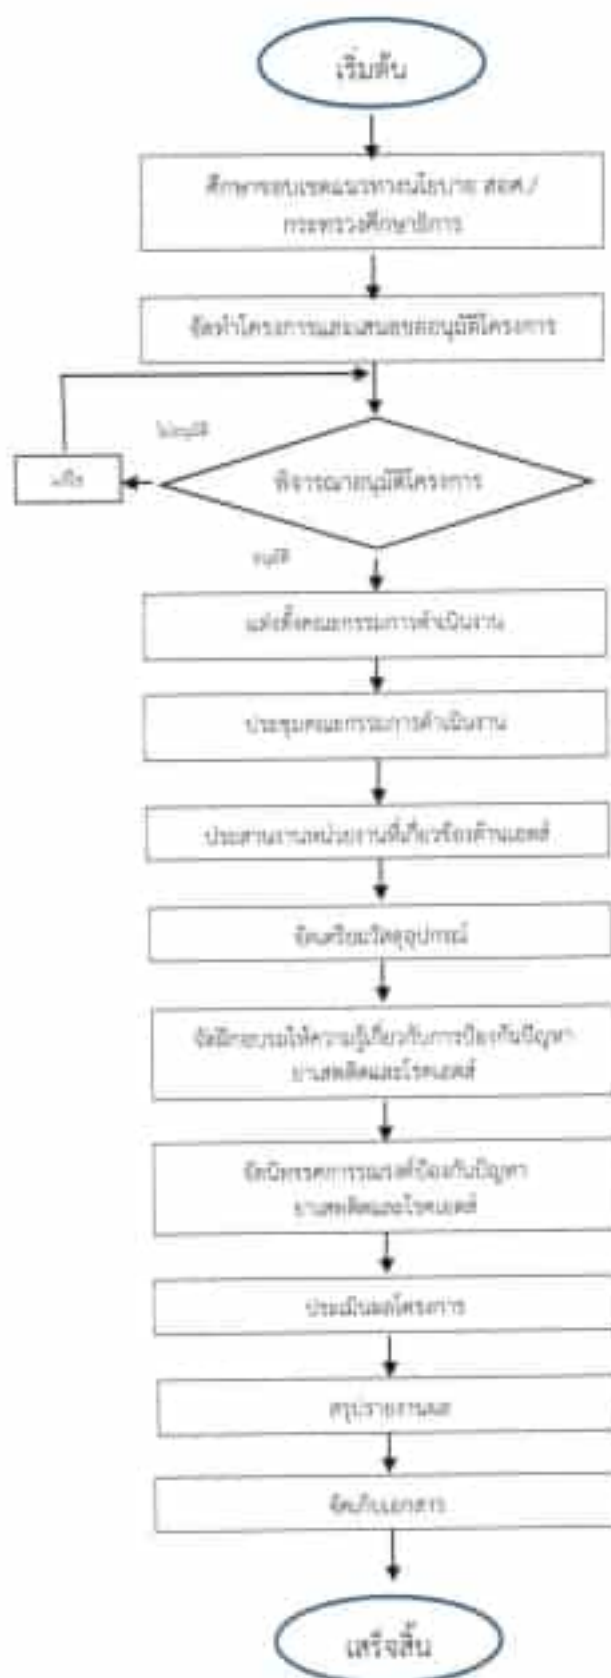 เริ่มต้น
ศึกษาขอบเขตแนวทางนโยบาย สอศ./
กระทรวงศึกษาธิการ
จัดทำโครงการและเสนอขออนุมัติโครงการ
ไม่อนุมัติ
แก้ไข
พิจารณาอนุมัติโครงการ
อนุมัติ
แต่งตั้งคณะกรรมการดำเนินงาน
ประชุมคณะกรรมการดำเนินงาน
ประสานงานหน่วยงานที่เกี่ยวข้องด้านเอดส์
จัดเตรียมวัสดุอุปกรณ์
จัดฝึกอบรมให้ความรู้เกี่ยวกับการป้องกันปัญหา
ยาเสพติดและโรคเอดส์
จัดนิทรรศการรณรงค์ป้องกันปัญหา
ยาเสพติดและโรคเอดส์
ประเมินผลโครงการ
สรุปรายงานผล
จัดเก็บเอกสาร
เสร็จสิ้น